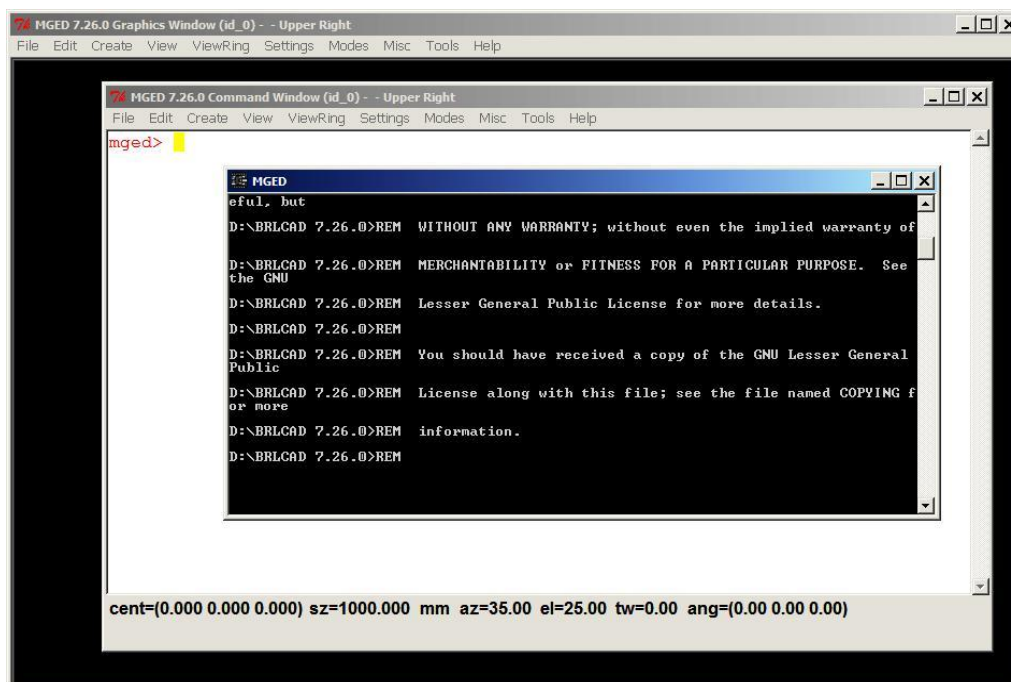 MGED 7.26.0 Graphics Window (id_0) - - Upper Right
File Edit Create View ViewRing Settings Modes Misc Tools Help
MGED 7.26.0 Command Window (id_0) - - Upper Right
File Edit Create View ViewRing Settings Modes Misc Tools Help
mged>
MGED
eful, but
D:\BRLCAD 7.26.0>REM WITHOUT ANY WARRANTY; without even the implied warranty of
D:\BRLCAD 7.26.0>REM MERCHANTABILITY or FITNESS FOR A PARTICULAR PURPOSE. See
the GNU
D:\BRLCAD 7.26.0>REM Lesser General Public License for more details.
D:\BRLCAD 7.26.0>REM
D:\BRLCAD 7.26.0>REM You should have received a copy of the GNU Lesser General
Public
D:\BRLCAD 7.26.0>REM License along with this file; see the file named COPYING f
or more
D:\BRLCAD 7.26.0>REM information.
D:\BRLCAD 7.26.0>REM
cent=(0.000 0.000 0.000) sz=1000.000 mm az=35.00 el=25.00 tw=0.00 ang=(0.00 0.00 0.00)